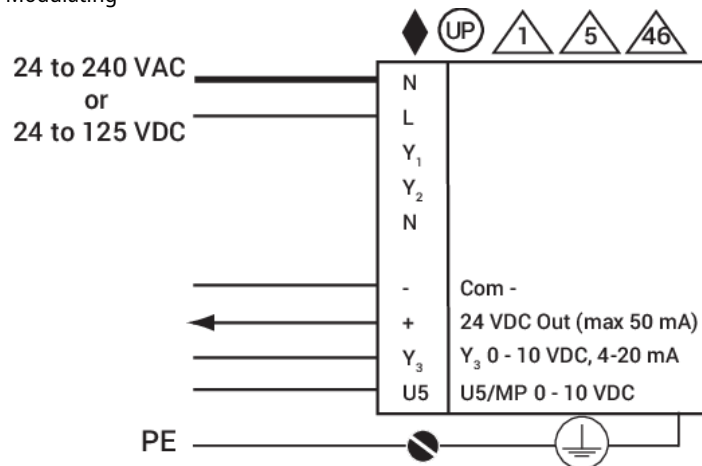 Modulating
UP 1 5 46
24 to 240 VAC
or
24 to 125 VDC
N
L
Y₁
Y₂
N
- Com -
+ 24 VDC Out (max 50 mA)
Y₃ Y₃ 0 - 10 VDC, 4-20 mA
U5 U5/MP 0 - 10 VDC
PE